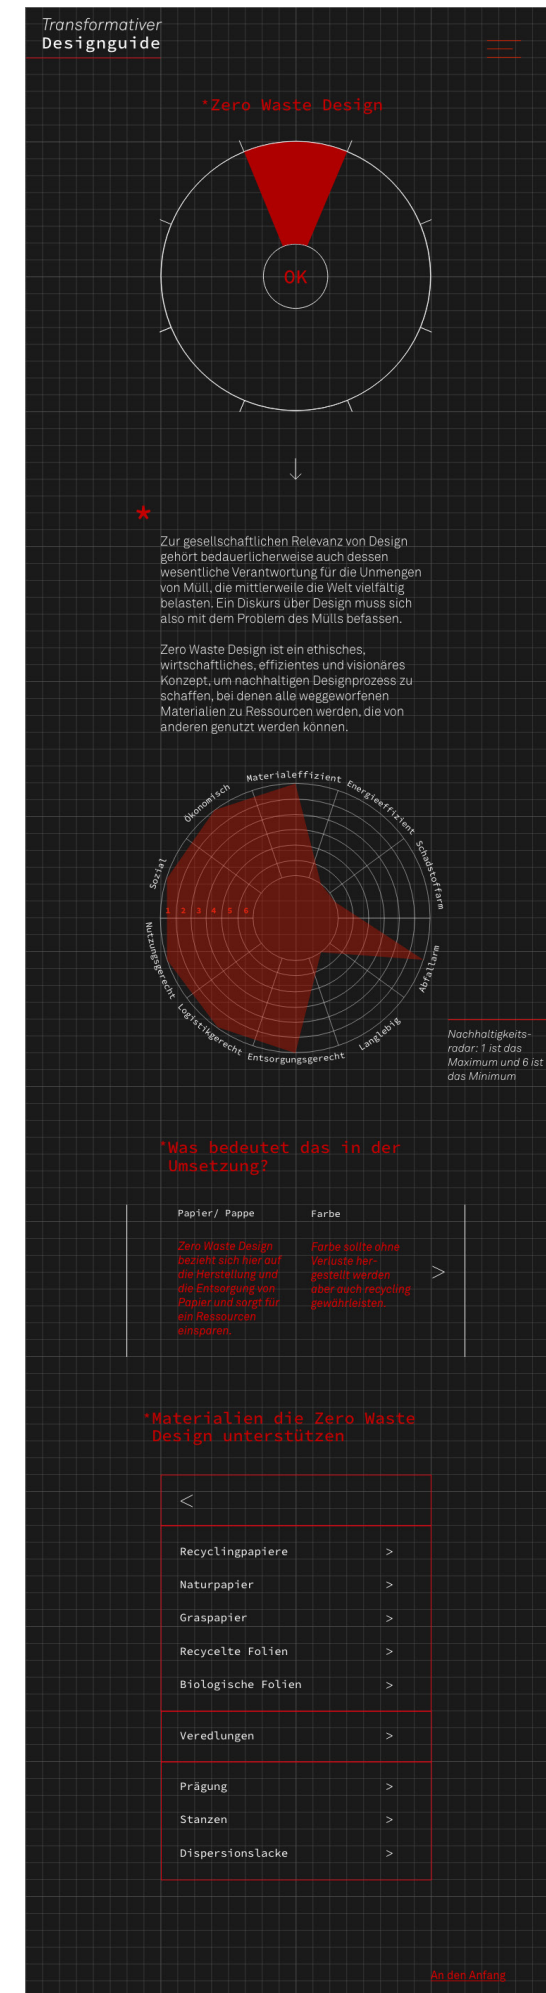 Transformativer
Designguide
*Zero Waste Design
OK
*
Zur gesellschaftlichen Relevanz von Design
gehört bedauerlicherweise auch dessen
wesentliche Verantwortung für die Unmengen
von Müll, die mittlerweile die Welt vielfältig
belasten. Ein Diskurs über Design muss sich
also mit dem Problem des Mülls befassen.
Zero Waste Design ist ein ethisches,
wirtschaftliches, effizientes und visionäres
Konzept, um nachhaltigen Designprozess zu
schaffen, bei denen alle weggeworfenen
Materialien zu Ressourcen werden, die von
anderen genutzt werden können.
Materialeffizient
Energieeffizient
Schadstoffarm
Abfallarm
Langlebig
Entsorgungsgerecht
Logistikgerecht
Nutzungsgerecht
Sozial
Ökonomisch
1 2 3 4 5 6
Nachhaltigkeits-
radar: 1 ist das
Maximum und 6 ist
das Minimum
*Was bedeutet das in der
Umsetzung?
Papier/ Pappe
Zero Waste Design
bezieht sich hier auf
die Herstellung und
die Entsorgung von
Papier und sorgt für
ein Ressourcen
einsparen.
Farbe
Farbe sollte ohne
Verluste her-
gestellt werden
aber auch recycling
gewährleisten.
>
*Materialien die Zero Waste
Design unterstützen
<
Recyclingpapiere >
Naturpapier >
Graspapier >
Recycelte Folien >
Biologische Folien >
Veredlungen >
Prägung >
Stanzen >
Dispersionslacke >
An den Anfang